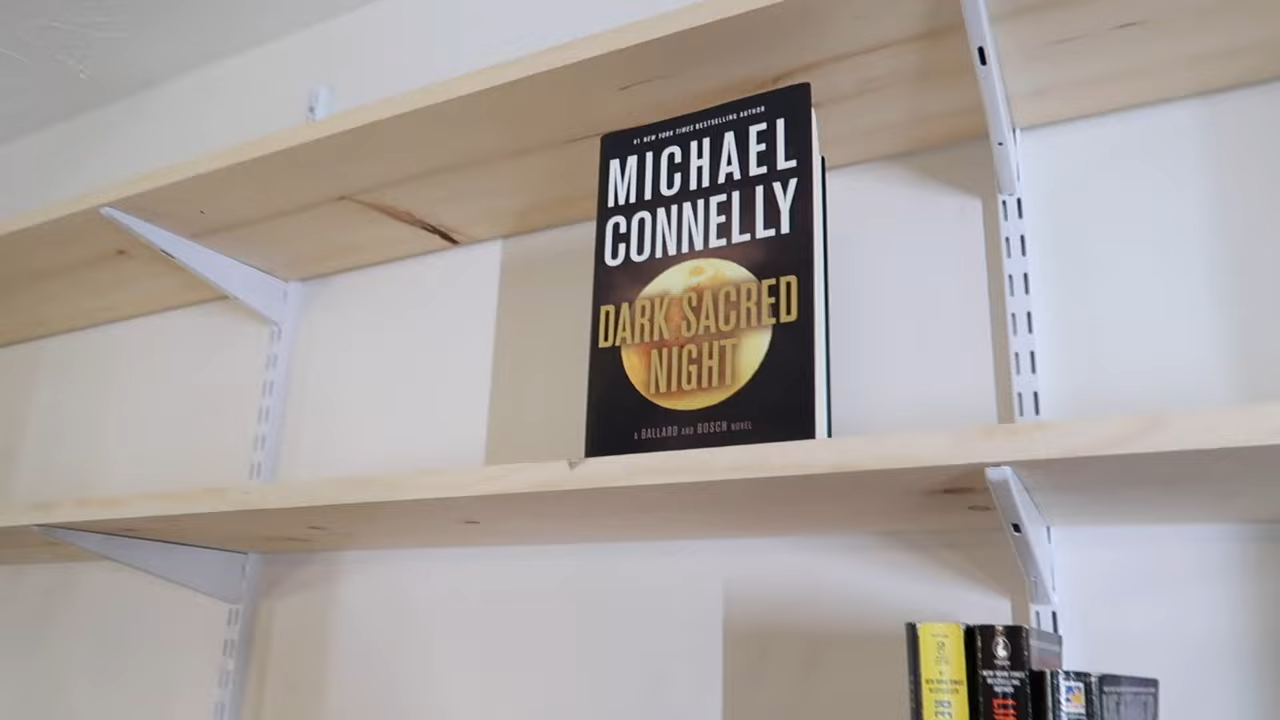 #1 NEW YORK TIMES BESTSELLING AUTHOR
MICHAEL
CONNELLY
DARK SACRED
NIGHT
A BALLARD AND BOSCH NOVEL